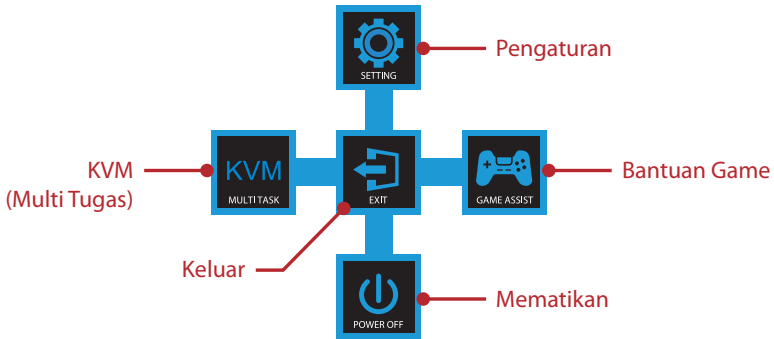 SETTING
Pengaturan
KVM
(Multi Tugas)
KVM
MULTI TASK
EXIT
GAME ASSIST
Bantuan Game
Keluar
POWER OFF
Mematikan